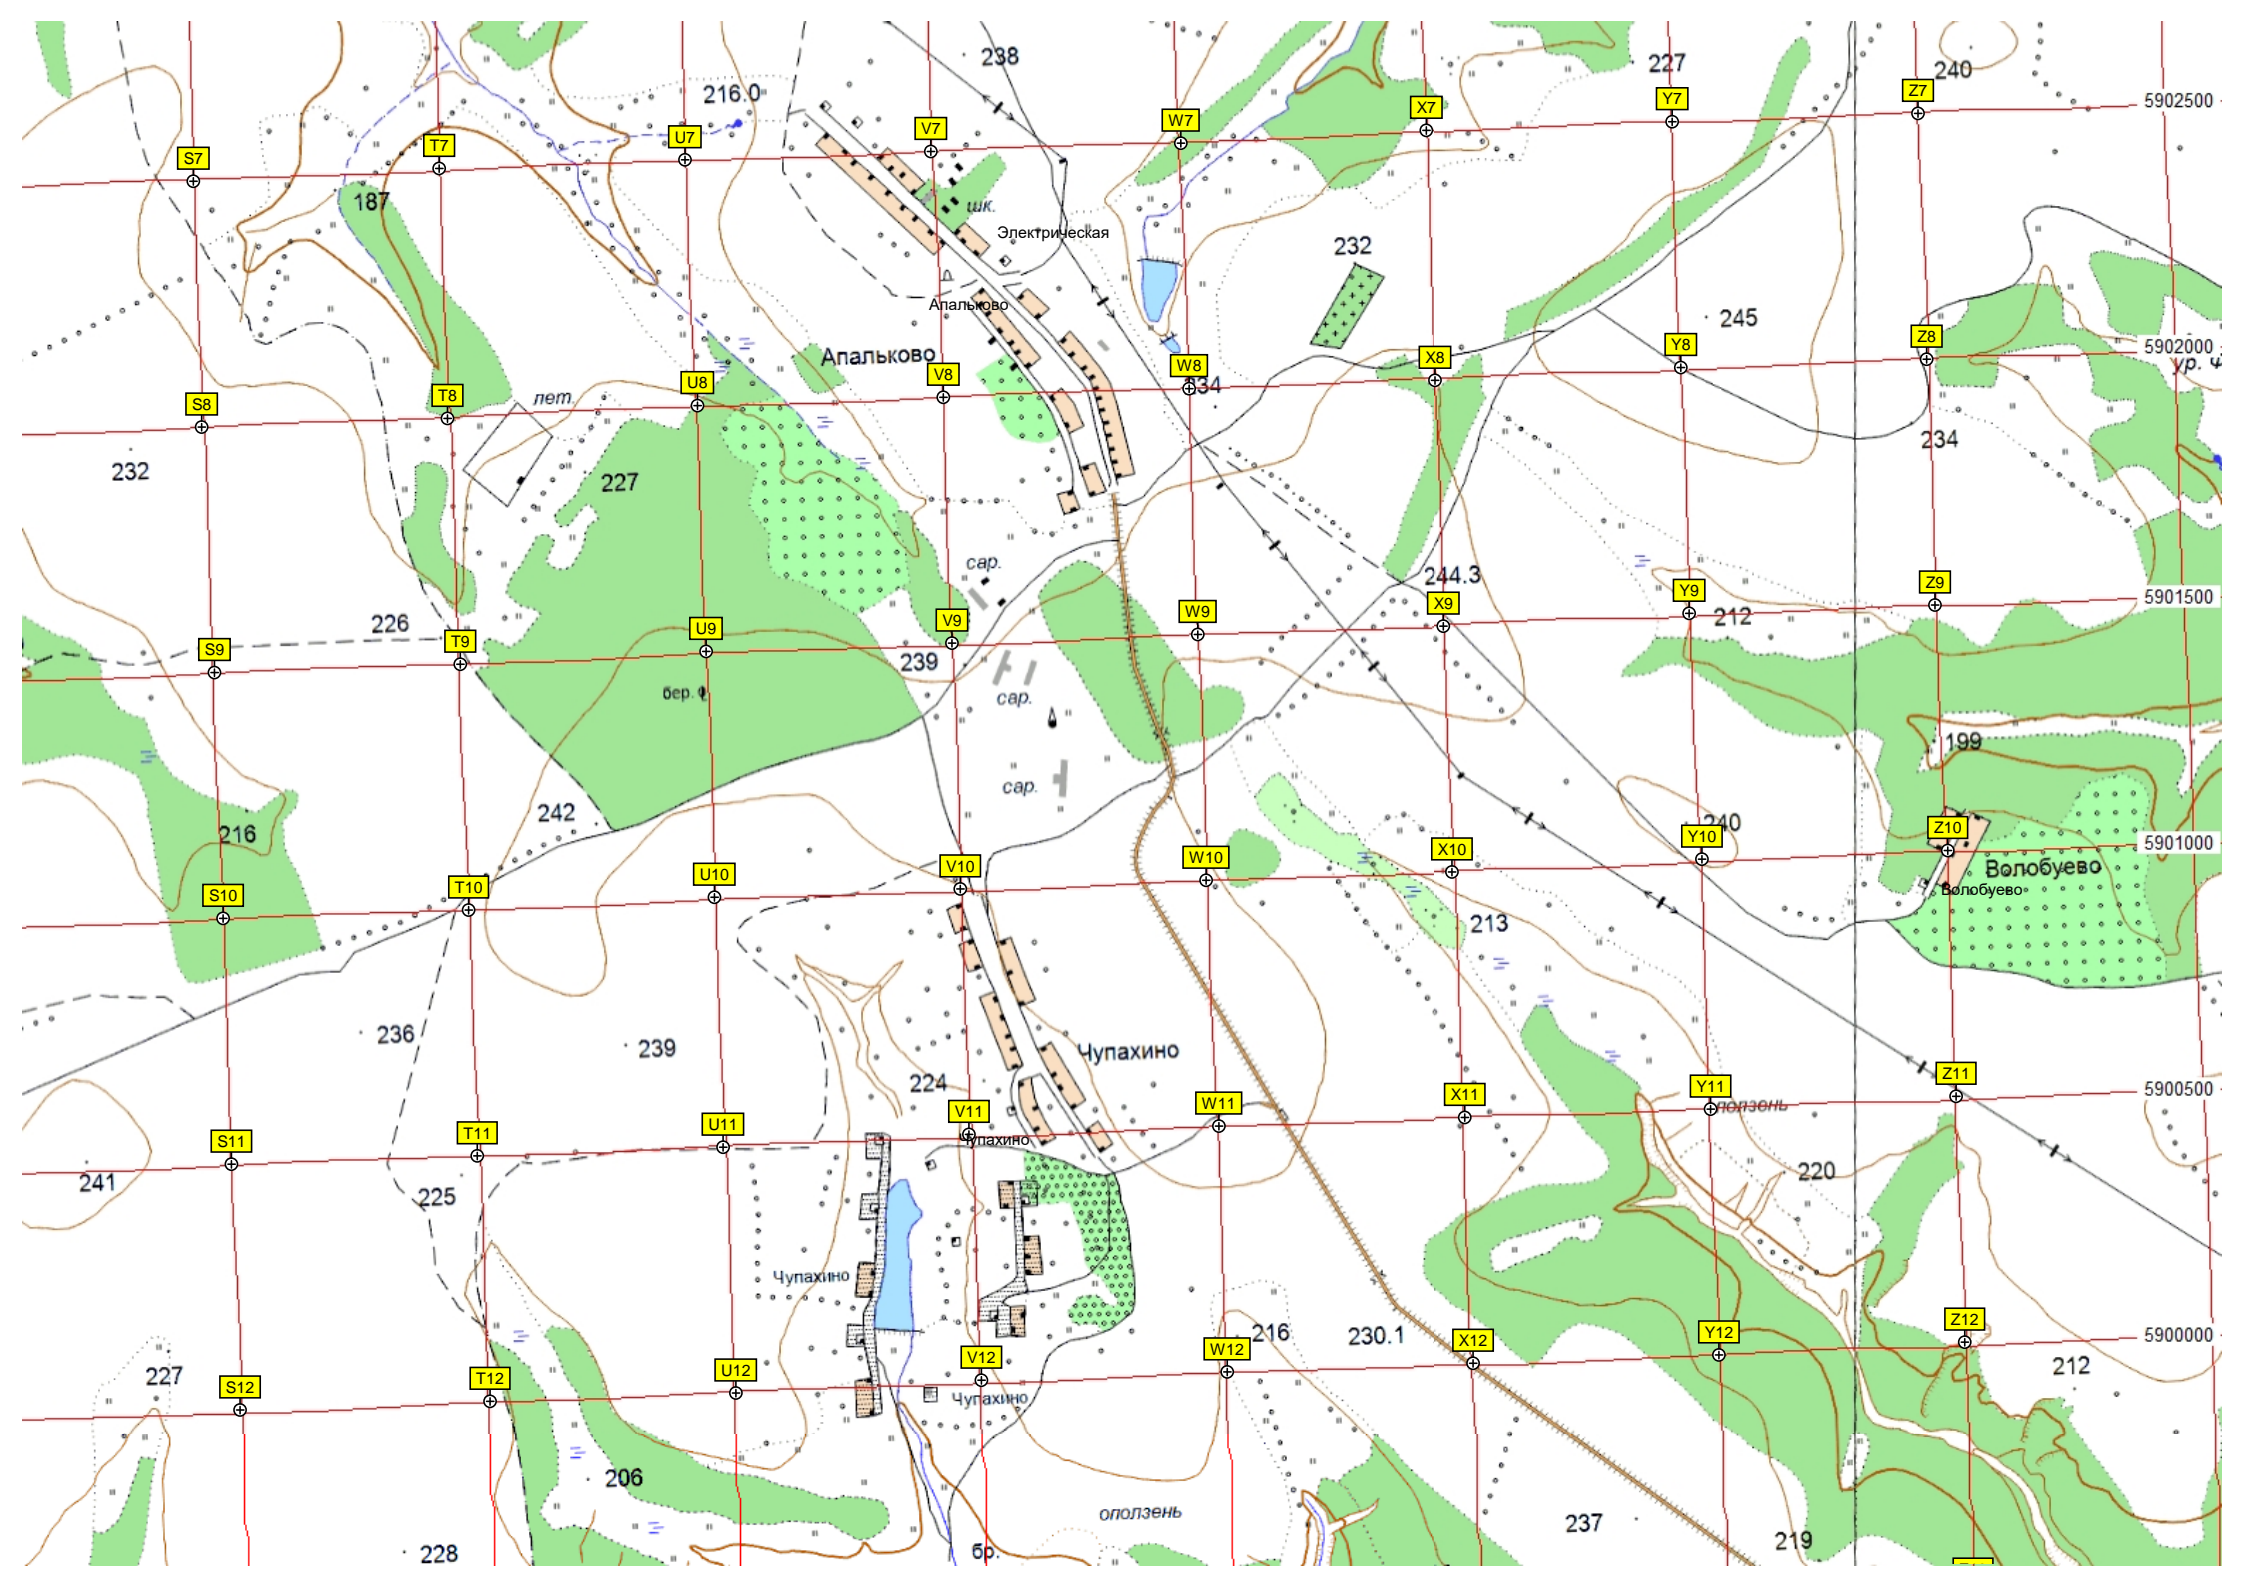 238
227
240
216.0
Z7
Y7
5902500
X7
W7
V7
U7
T7
S7
187
шк.
Электрическая
232
Апальково
245
Z8
Y8
5902000
ур.
Апальково
X8
W8
V8
U8
T8
S8
234
лет.
232
227
234
сар.
244.3
Z9
Y9
5901500
X9
W9
V9
U9
T9
S9
226
212
239
бер.
сар.
199
сар.
242
216
240
Z10
Y10
5901000
X10
W10
V10
U10
T10
S10
Волобуево
Волобуево
213
236
239
Чупахино
224
Z11
Y11
5900500
X11
W11
V11
U11
T11
S11
оползень
Чупахино
241
225
220
Чупахино
216
230.1
Z12
Y12
5900000
X12
W12
V12
U12
T12
S12
227
212
Чупахино
206
оползень
237
219
228
бр.